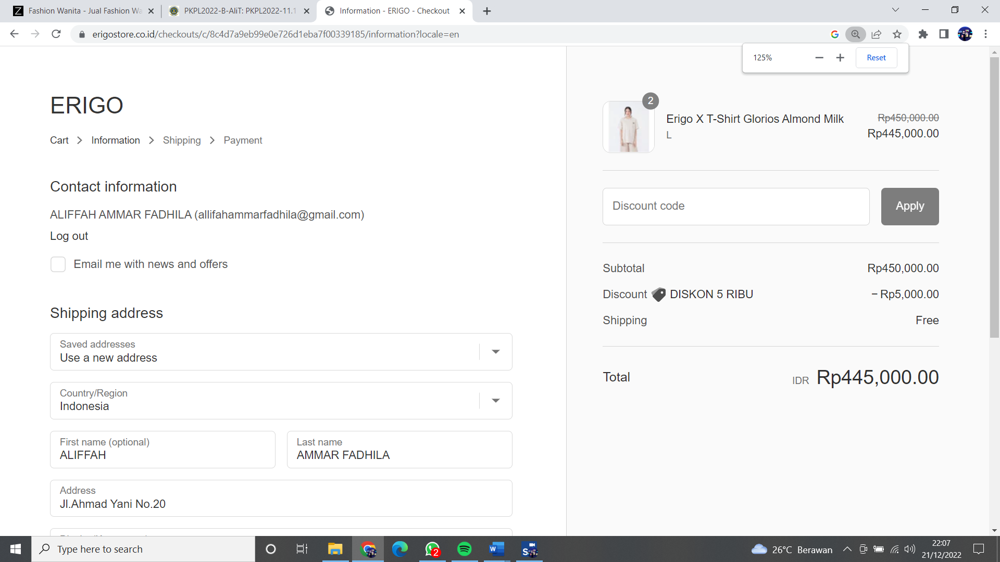 Fashion Wanita - Jual Fashion Wa
PKPL2022-B-AliT: PKPL2022-11.1
Information - ERIGO - Checkout
erigostore.co.id/checkouts/c/8c4d7a9eb99e0e726d1eba7f00339185/information?locale=en
125%
Reset
ERIGO
Cart > Information > Shipping > Payment
Contact information
ALIFFAH AMMAR FADHILA (allifahammarfadhila@gmail.com)
Log out
Email me with news and offers
Shipping address
Saved addresses
Use a new address
Country/Region
Indonesia
First name (optional)
ALIFFAH
Last name
AMMAR FADHILA
Address
Jl.Ahmad Yani No.20
2
Erigo X T-Shirt Glorios Almond Milk
L
Rp450,000.00
Rp445,000.00
Discount code
Apply
Subtotal Rp450,000.00
Discount DISKON 5 RIBU − Rp5,000.00
Shipping Free
Total IDR Rp445,000.00
Type here to search
2
26°C Berawan
22:07
21/12/2022